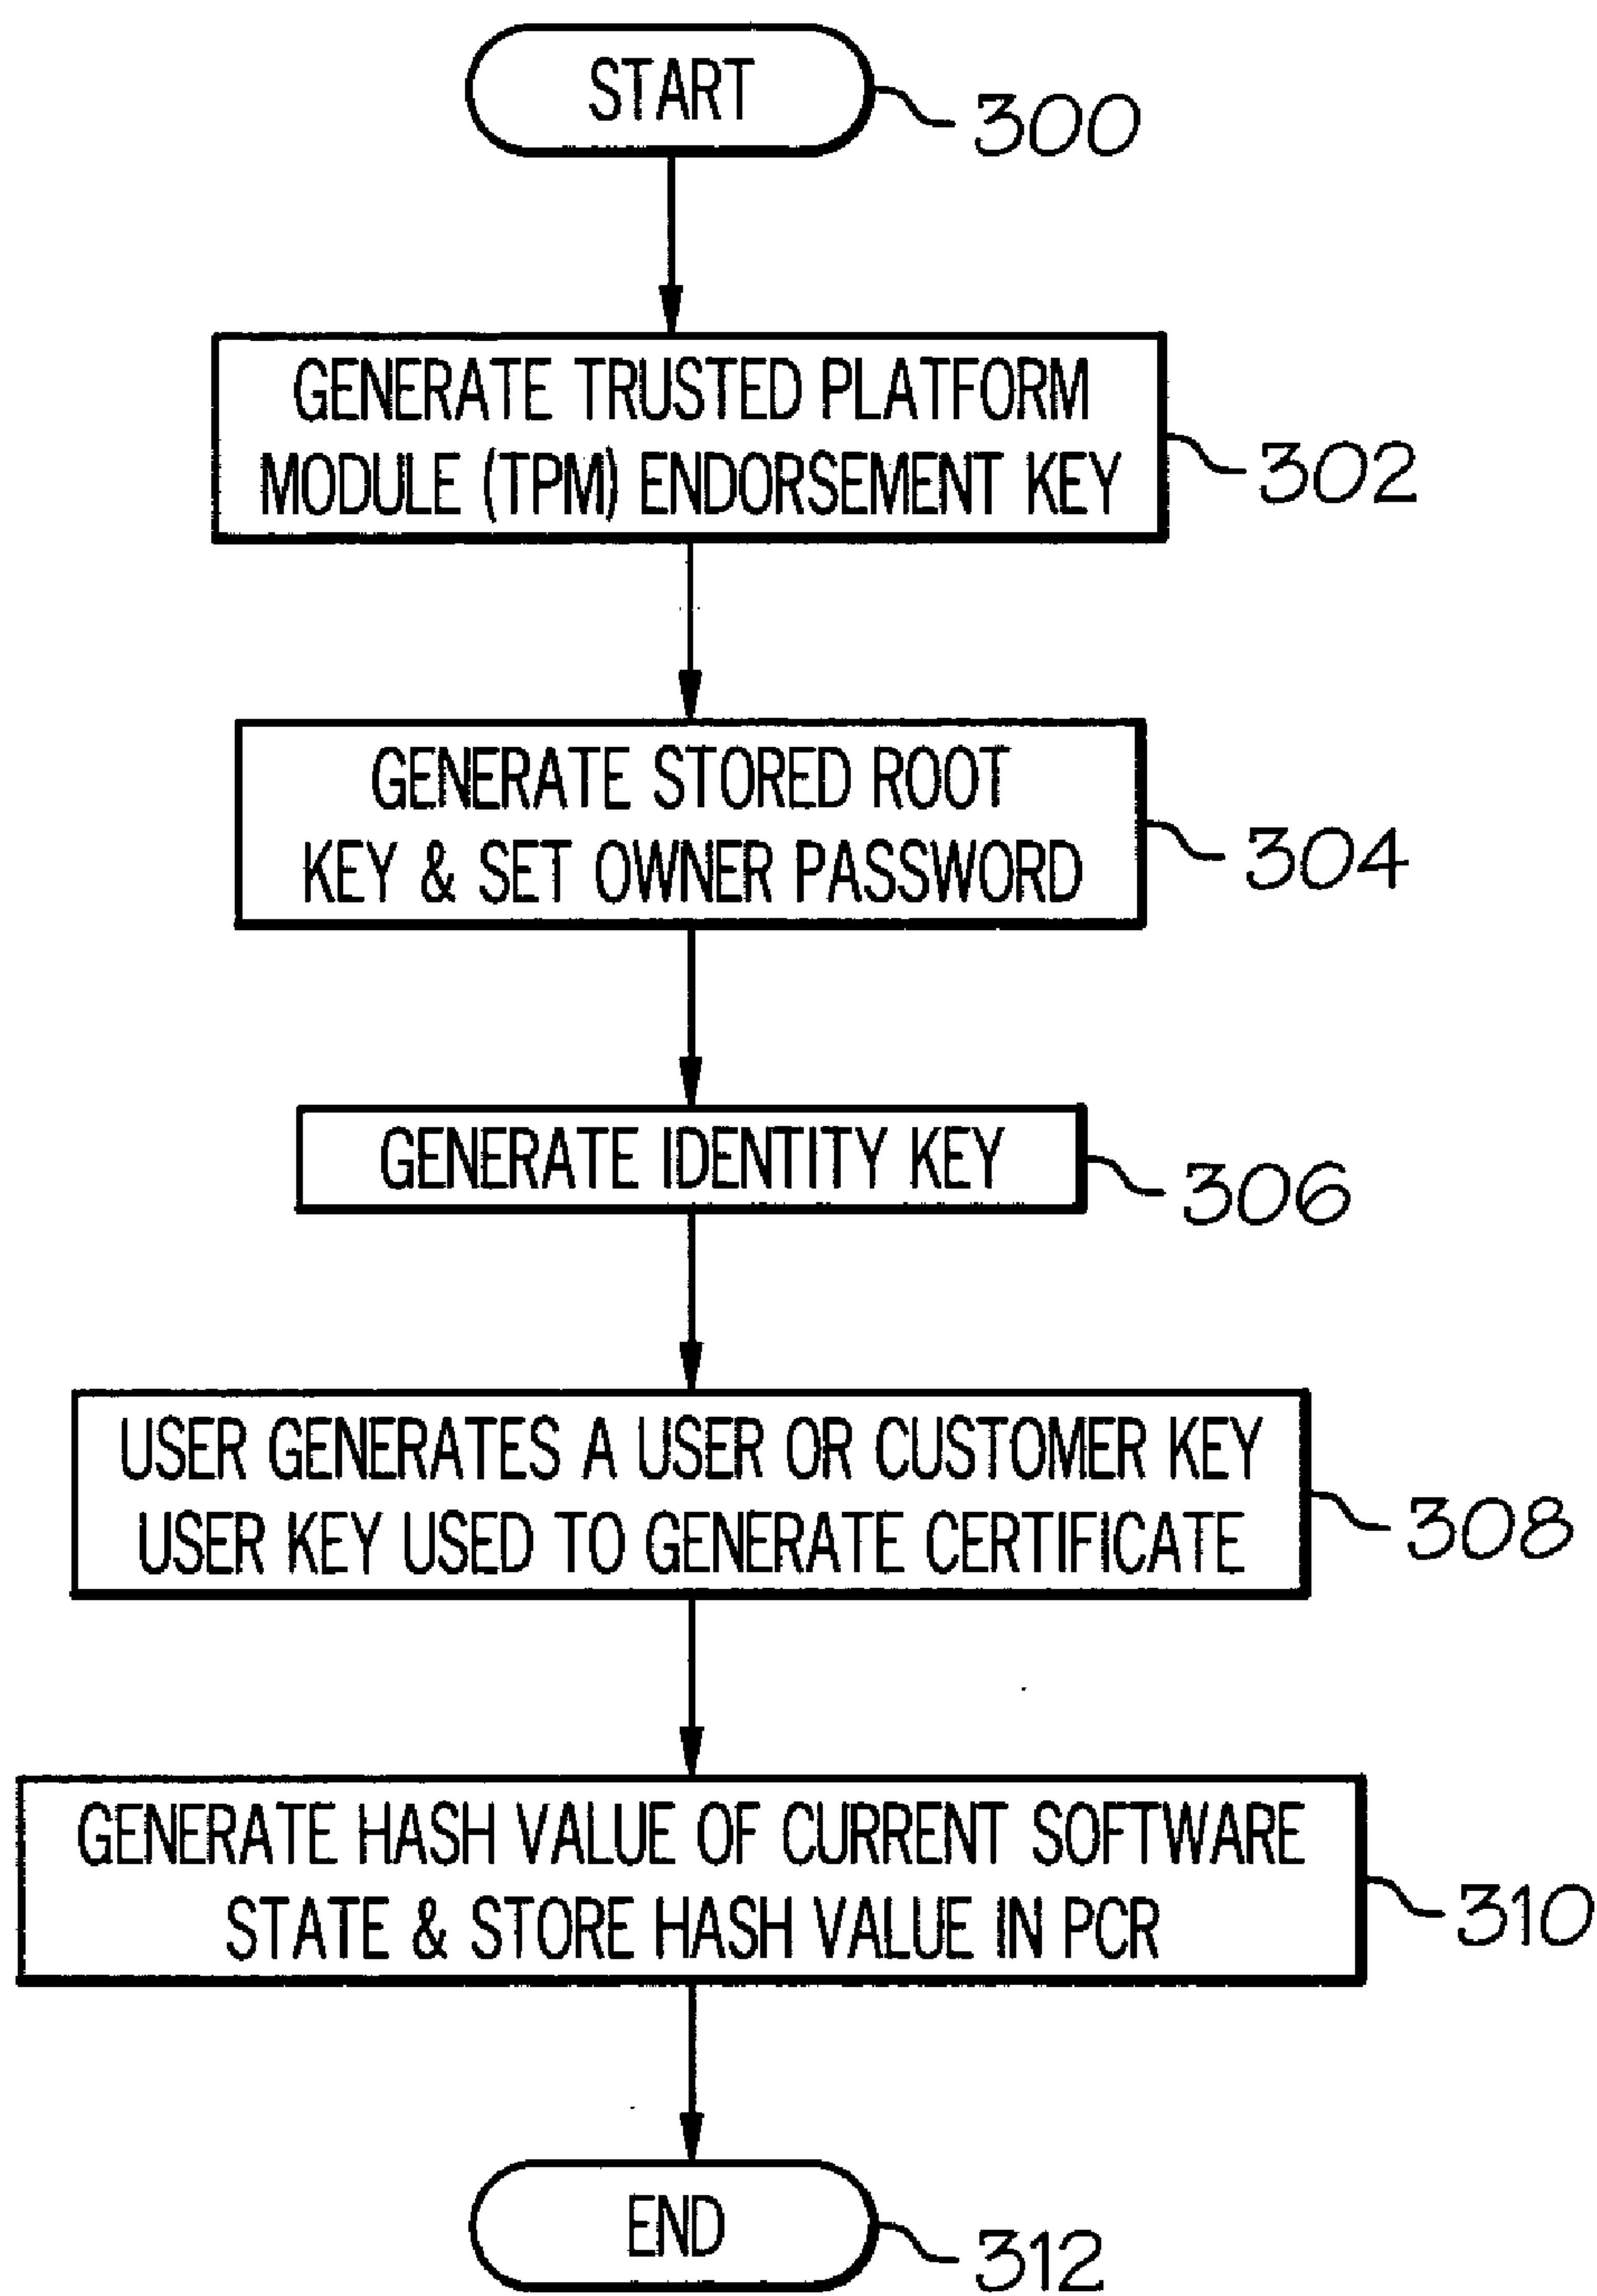 START
300
GENERATE TRUSTED PLATFORM
MODULE (TPM) ENDORSEMENT KEY
302
GENERATE STORED ROOT
KEY & SET OWNER PASSWORD
304
GENERATE IDENTITY KEY
306
USER GENERATES A USER OR CUSTOMER KEY
USER KEY USED TO GENERATE CERTIFICATE
308
GENERATE HASH VALUE OF CURRENT SOFTWARE
STATE & STORE HASH VALUE IN PCR
310
END
312